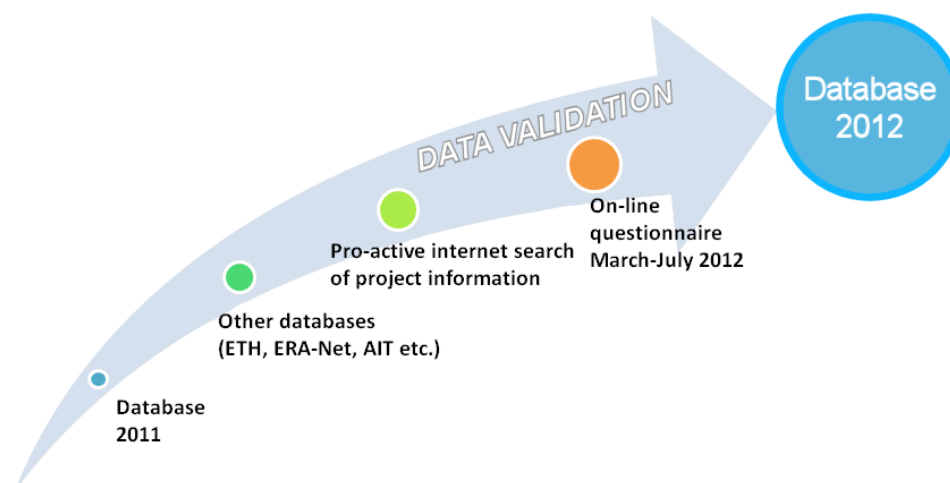 Database
2012
DATA VALIDATION
On-line
questionnaire
March-July 2012
Pro-active internet search
of project information
Other databases
(ETH, ERA-Net, AIT etc.)
Database
2011